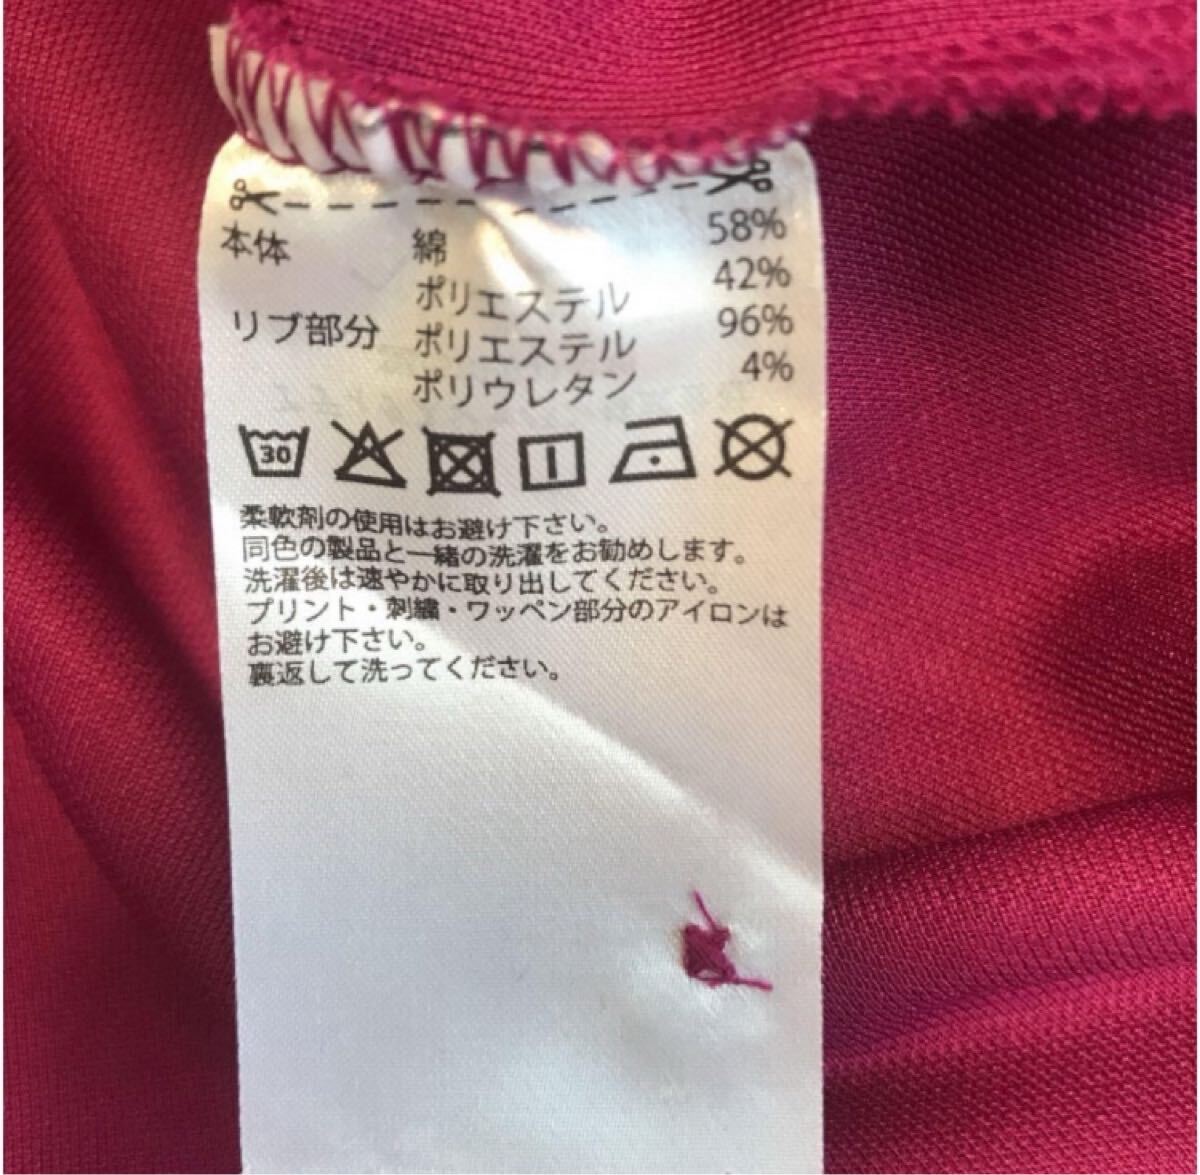 本体 綿 58%
ポリエステル 42%
リブ部分 ポリエステル 96%
ポリウレタン 4%
30
柔軟剤の使用はお避け下さい。
同色の製品と一緒の洗濯をお勧めします。
洗濯後は速やかに取り出してください。
プリント・刺繍・ワッペン部分のアイロンは
お避け下さい。
裏返して洗ってください。